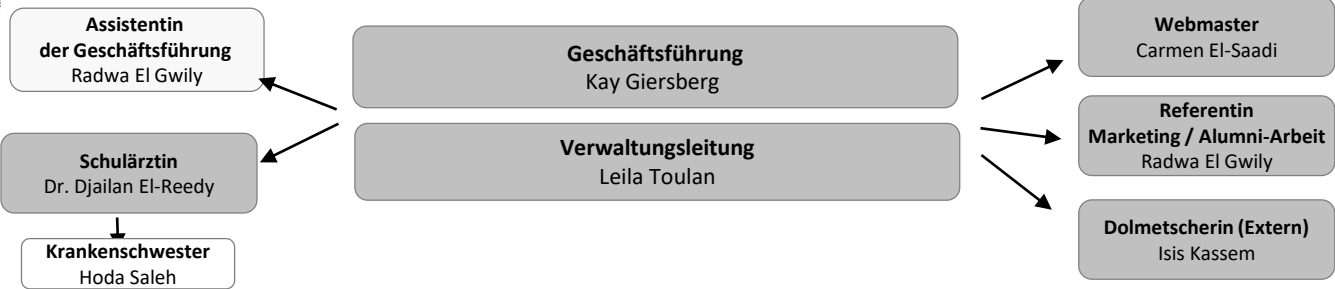 Assistentin
der Geschäftsführung
Radwa El Gwily
Schulärztin
Dr. Djailan El-Reedy
Krankenschwester
Hoda Saleh
Geschäftsführung
Kay Giersberg
Verwaltungsleitung
Leila Toulan
Webmaster
Carmen El-Saadi
Referentin
Marketing / Alumni-Arbeit
Radwa El Gwily
Dolmetscherin (Extern)
Isis Kassem